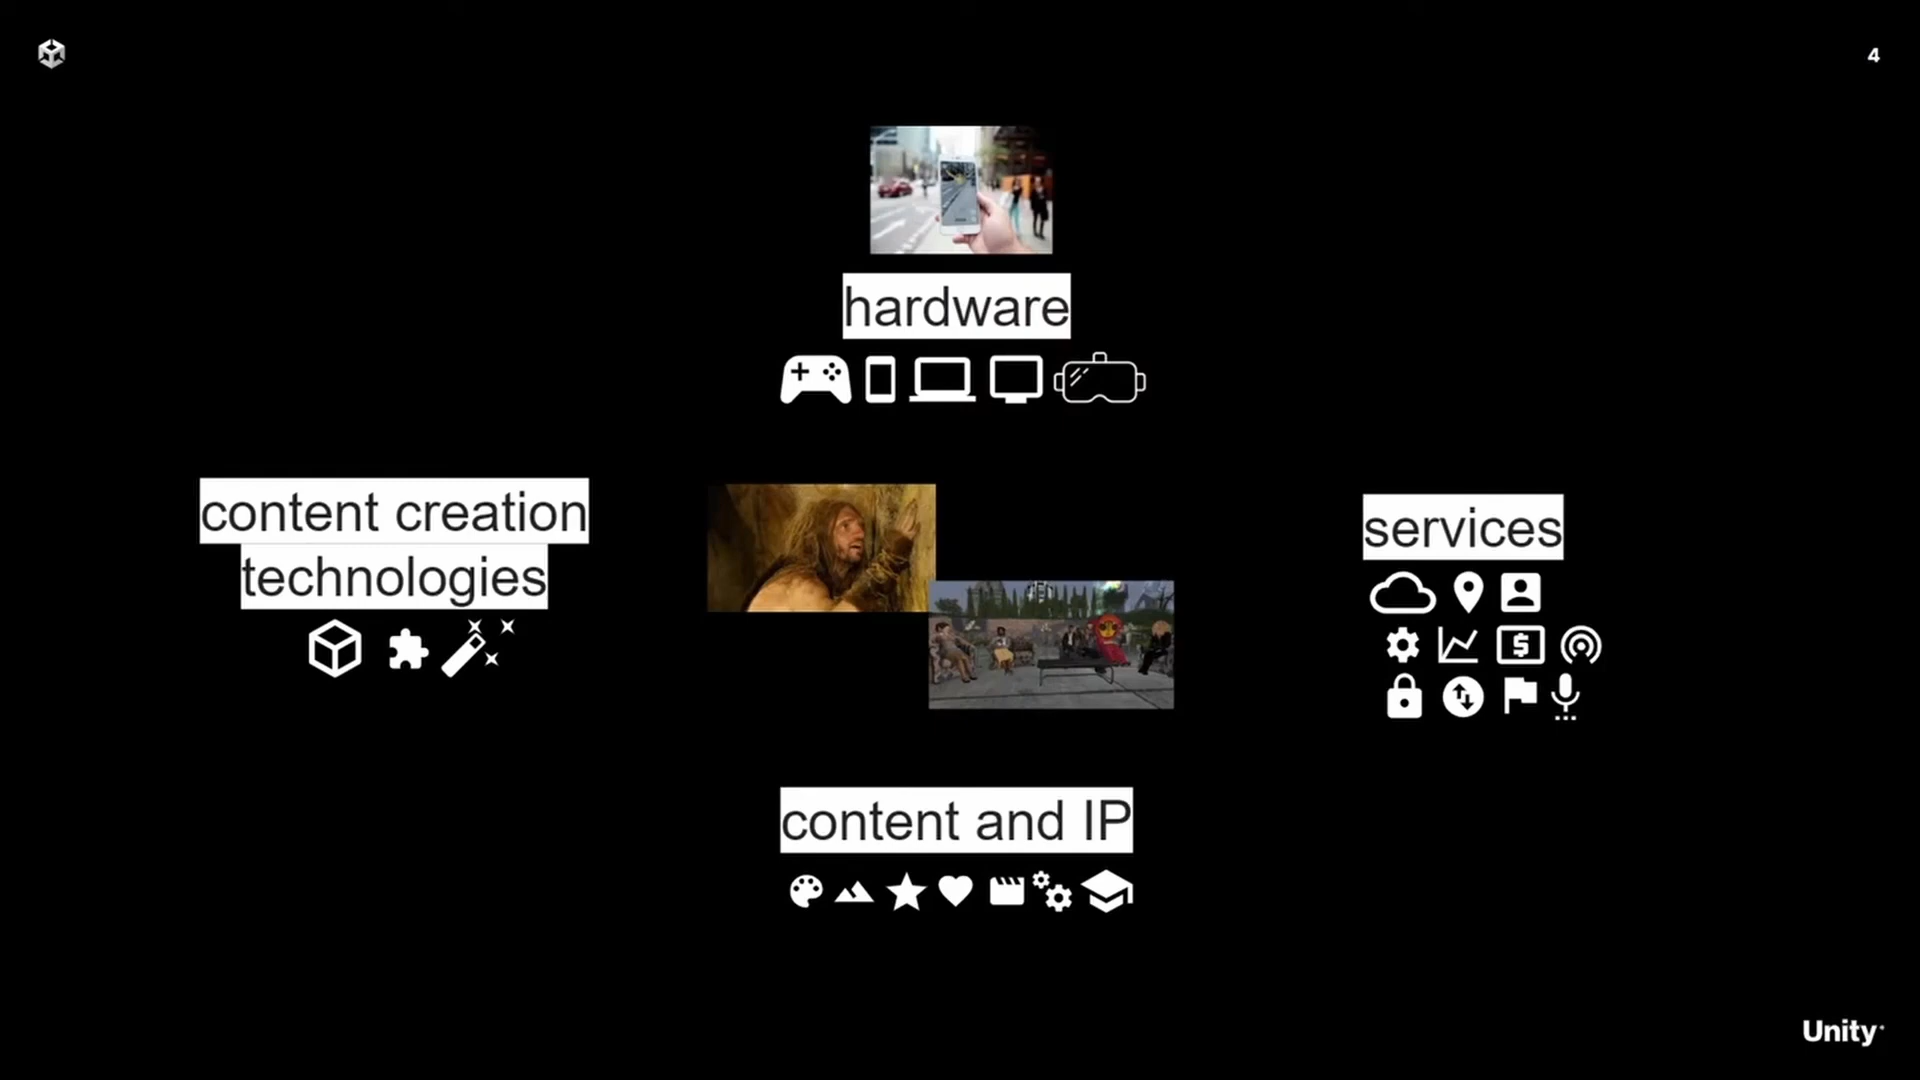 4
hardware
content creation
technologies
services
$
content and IP
Unity